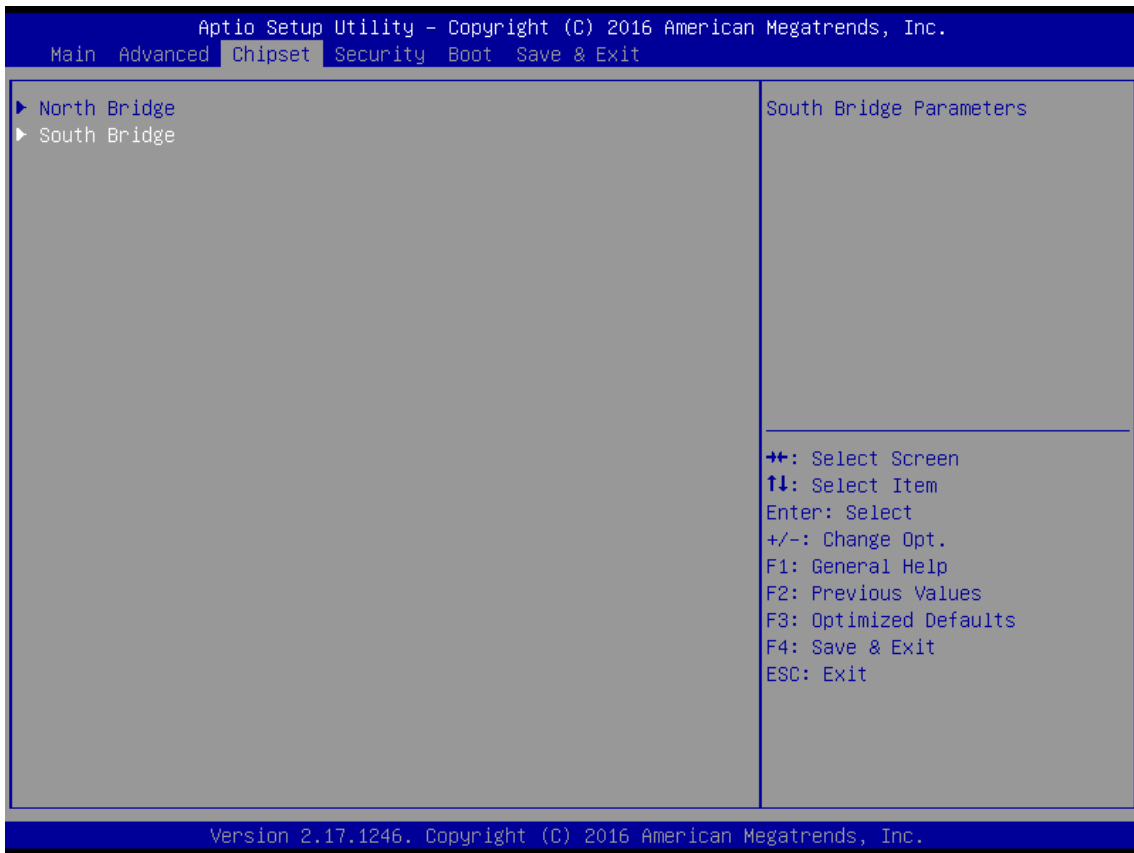 Aptio Setup Utility – Copyright (C) 2016 American Megatrends, Inc.
Main Advanced Chipset Security Boot Save & Exit
North Bridge
South Bridge
South Bridge Parameters
→←: Select Screen
↑↓: Select Item
Enter: Select
+/-: Change Opt.
F1: General Help
F2: Previous Values
F3: Optimized Defaults
F4: Save & Exit
ESC: Exit
Version 2.17.1246. Copyright (C) 2016 American Megatrends, Inc.